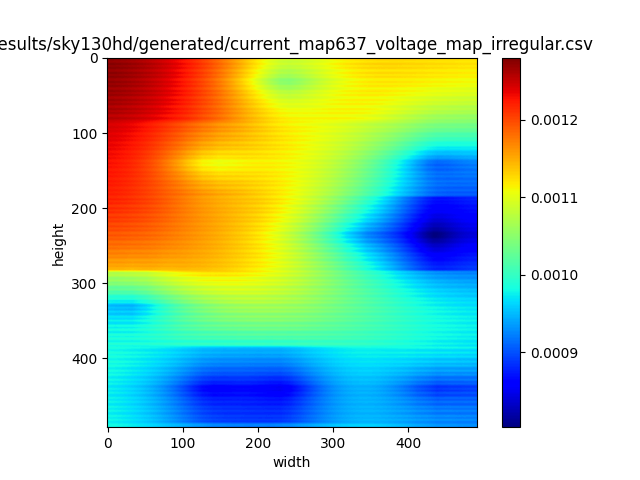 esults/sky130hd/generated/current_map637_voltage_map_irregular.csv
0
100
200
300
400
height
0 100 200 300 400
width
0.0012
0.0011
0.0010
0.0009